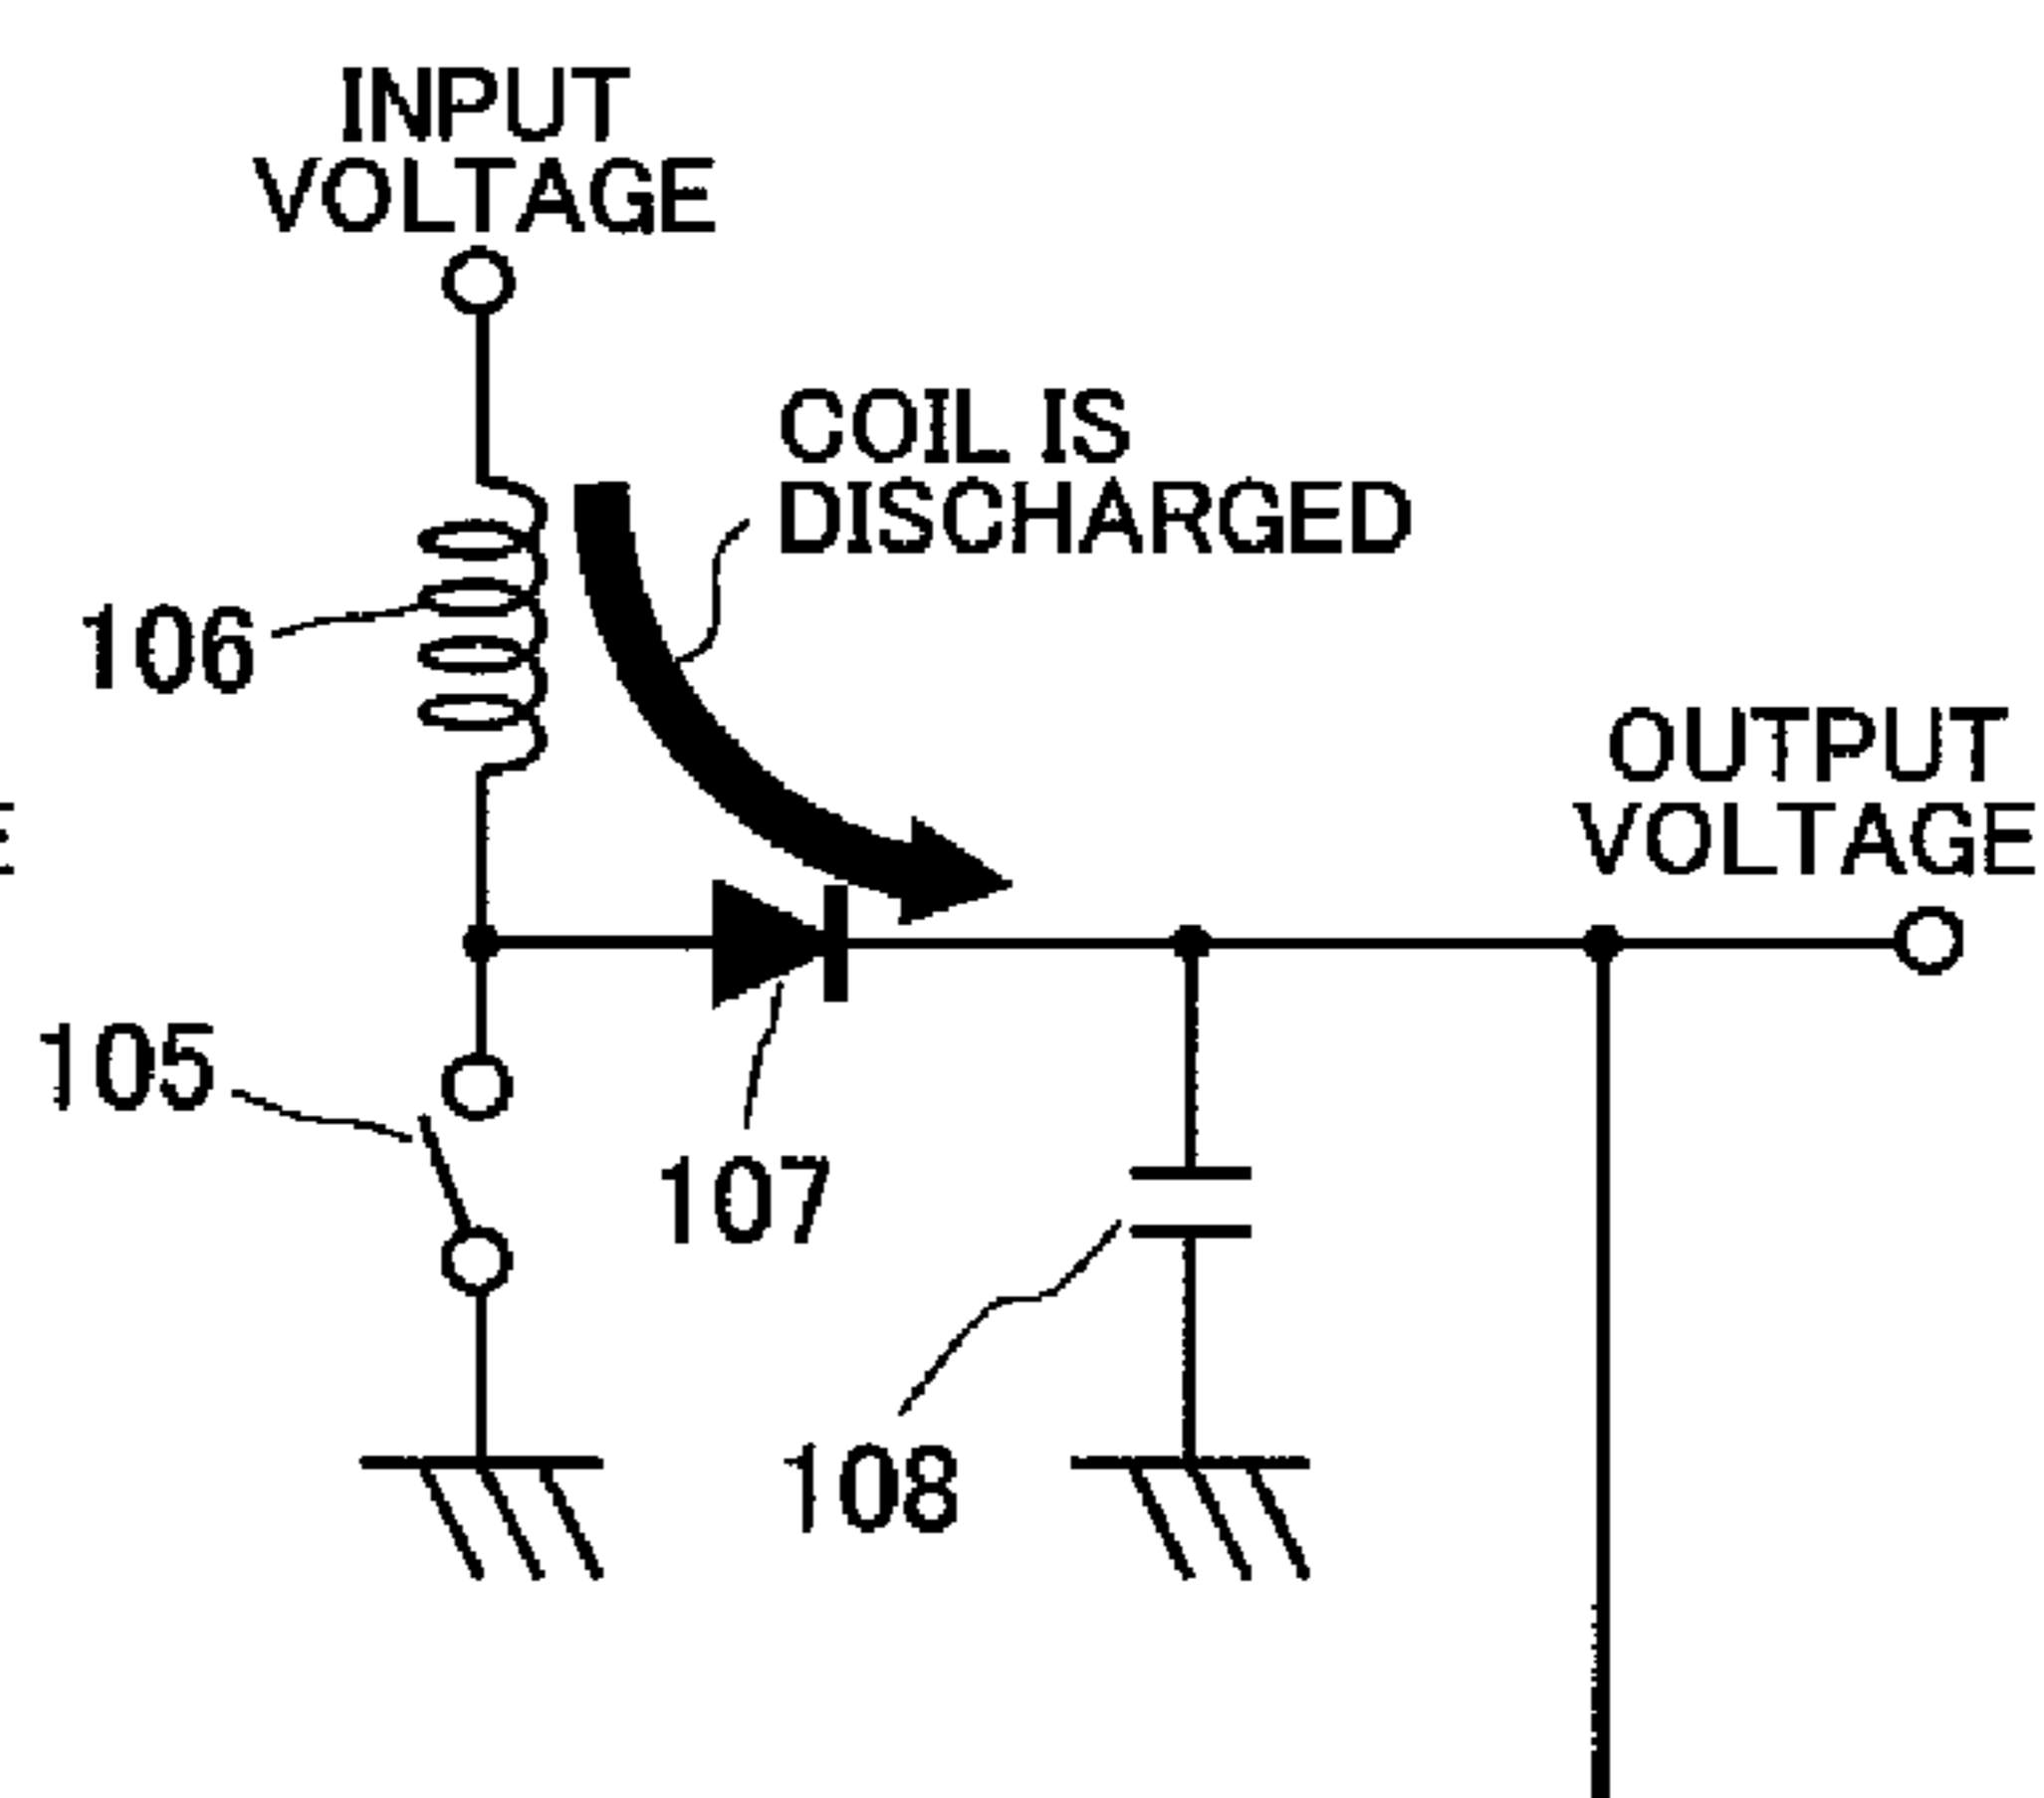 INPUT
VOLTAGE
COIL IS
DISCHARGED
106
OUTPUT
VOLTAGE
105
107
108